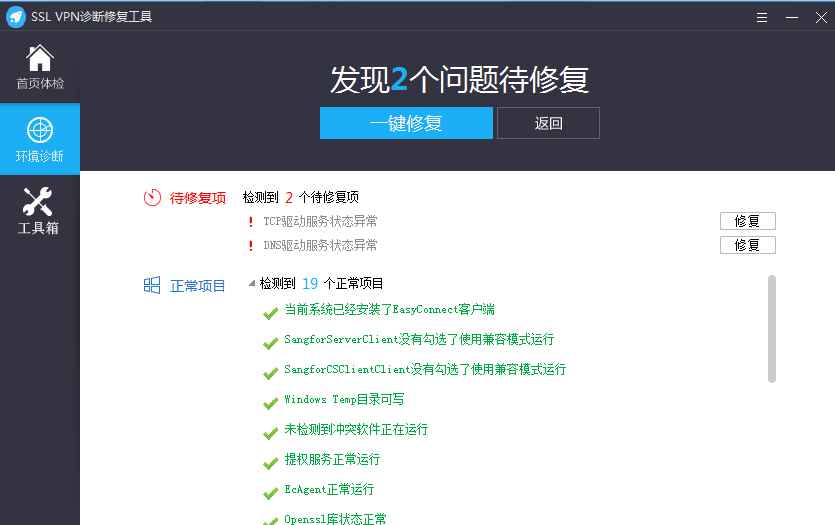 SSL VPN诊断修复工具
首页体检
环境诊断
工具箱
发现2个问题待修复
一键修复
返回
待修复项 检测到 2 个待修复项
! TCP驱动服务状态异常 修复
! DNS驱动服务状态异常 修复
正常项目 检测到 19 个正常项目
当前系统已经安装了EasyConnect客户端
SangforServerClient没有勾选了使用兼容模式运行
SangforCSClientClient没有勾选了使用兼容模式运行
Windows Temp目录可写
未检测到冲突软件正在运行
提权服务正常运行
EcAgent正常运行
Openssl库状态正常